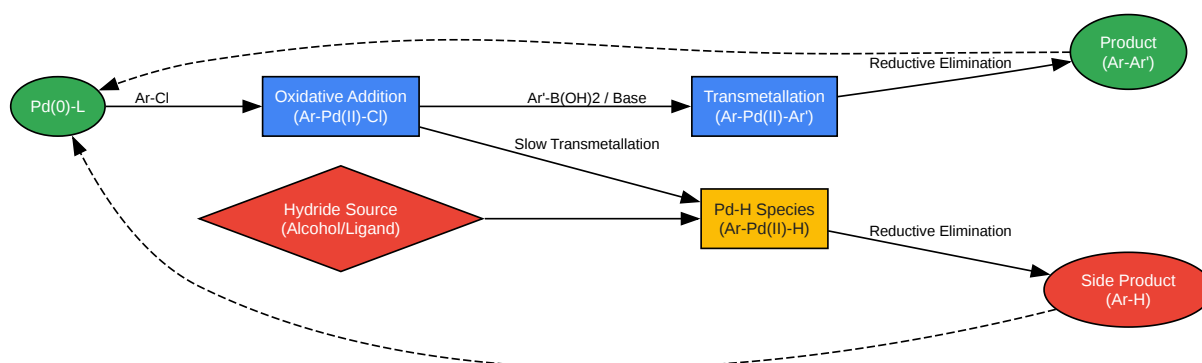 Product
(Ar-Ar')
Reductive Elimination
Pd(0)-L
Ar-Cl
Oxidative Addition
(Ar-Pd(II)-Cl)
Ar'-B(OH)2 / Base
Transmetallation
(Ar-Pd(II)-Ar')
Slow Transmetallation
Hydride Source
(Alcohol/Ligand)
Pd-H Species
(Ar-Pd(II)-H)
Reductive Elimination
Side Product
(Ar-H)